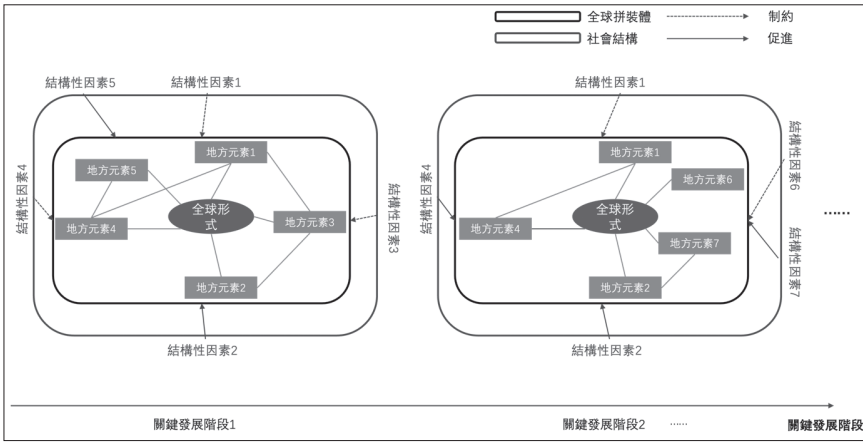 全球拼裝體
制約
社會結構
促進
結構性因素5
結構性因素1
結構性因素4
結構性因素3
結構性因素2
地方元素1
地方元素5
全球形
式
地方元素3
地方元素4
地方元素2
結構性因素1
結構性因素4
結構性因素6
結構性因素7
結構性因素2
地方元素1
地方元素6
全球形
式
地方元素4
地方元素7
地方元素2
......
關鍵發展階段1
關鍵發展階段2
......
關鍵發展階段